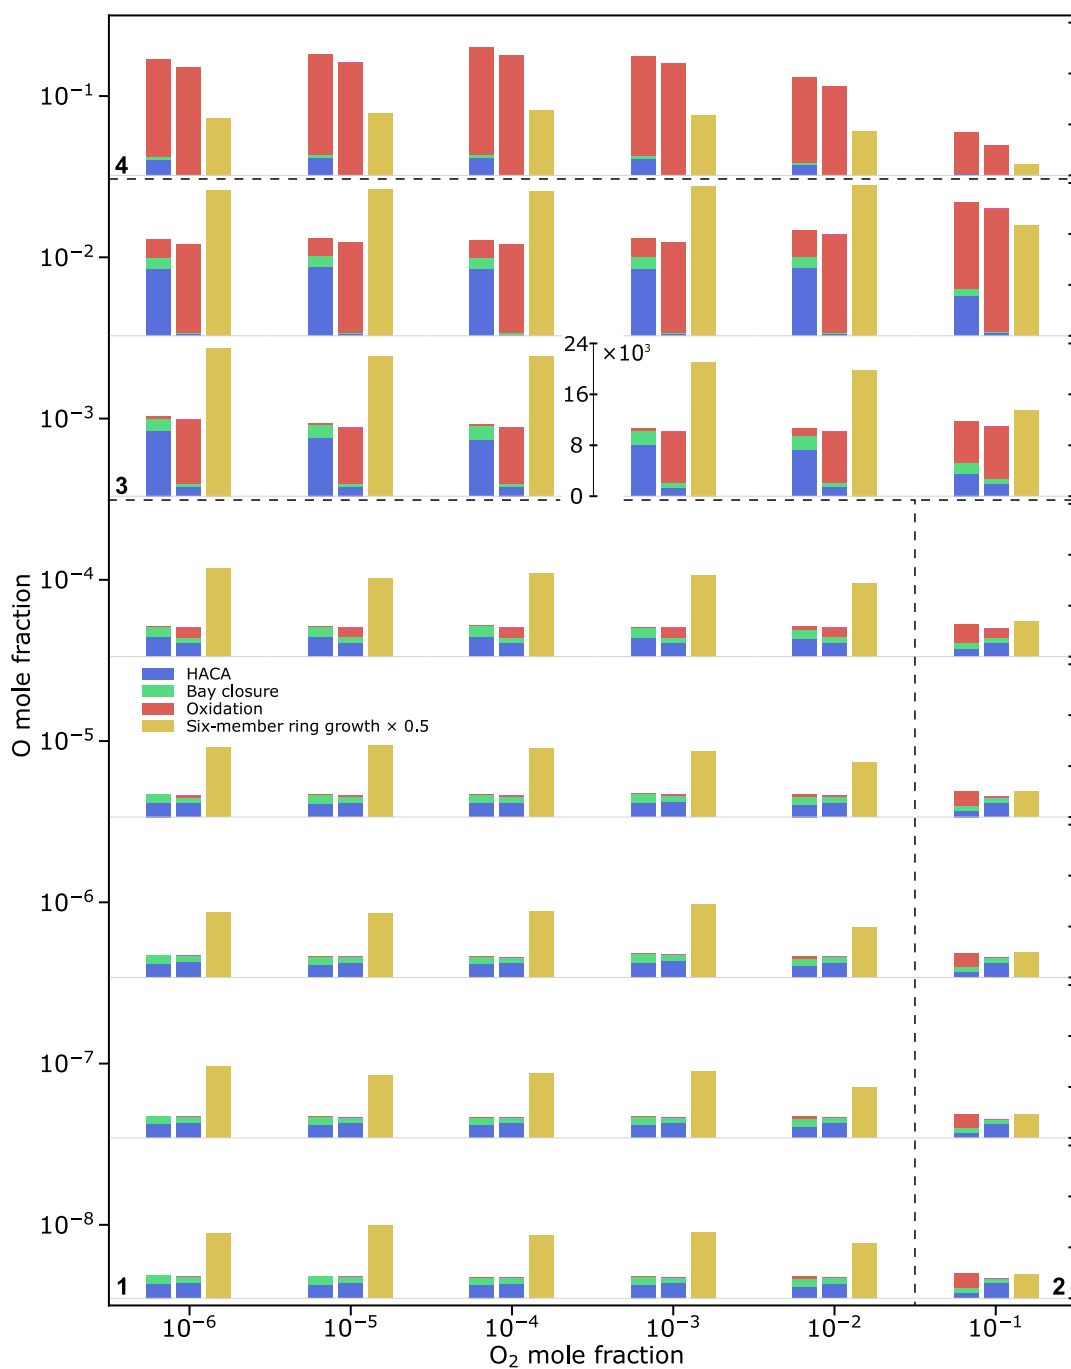 10⁻¹
4
10⁻²
24
×10³
16
10⁻³
8
3
0
10⁻⁴
HACA
Bay closure
Oxidation
Six-member ring growth × 0.5
O mole fraction
10⁻⁵
10⁻⁶
10⁻⁷
10⁻⁸
1
2
10⁻⁶ 10⁻⁵ 10⁻⁴ 10⁻³ 10⁻² 10⁻¹
O₂ mole fraction